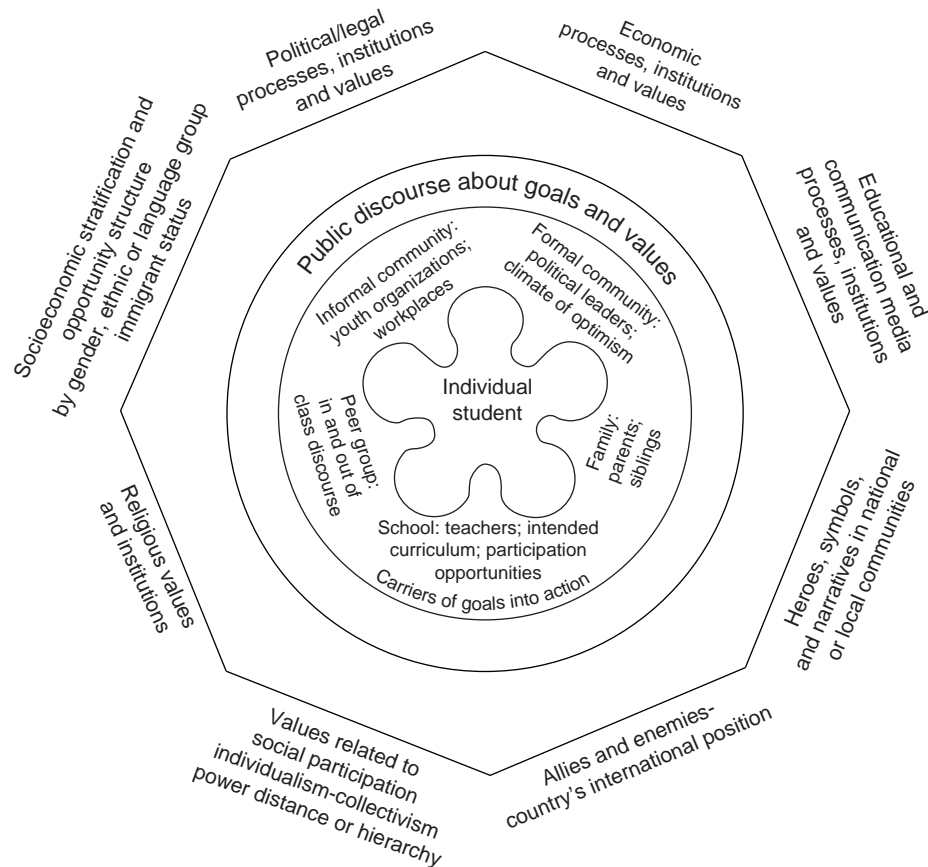 Political/legal
processes, institutions
and values
Economic
processes, institutions
and values
Educational and
communication media
processes, institutions
and values
Heroes, symbols,
and narratives in national
or local communities
Allies and enemies-
country's international position
Values related to
social participation
individualism-collectivism
power distance or hierarchy
Religious values
and institutions
Socioeconomic stratification and
opportunity structure
by gender, ethnic or language group
immigrant status
Public discourse about goals and values
Informal community:
youth organizations;
workplaces
Formal community:
political leaders;
climate of optimism
Individual
student
Peer group:
in and out of
class discourse
Family:
parents;
siblings
School: teachers; intended
curriculum; participation
opportunities
Carriers of goals into action